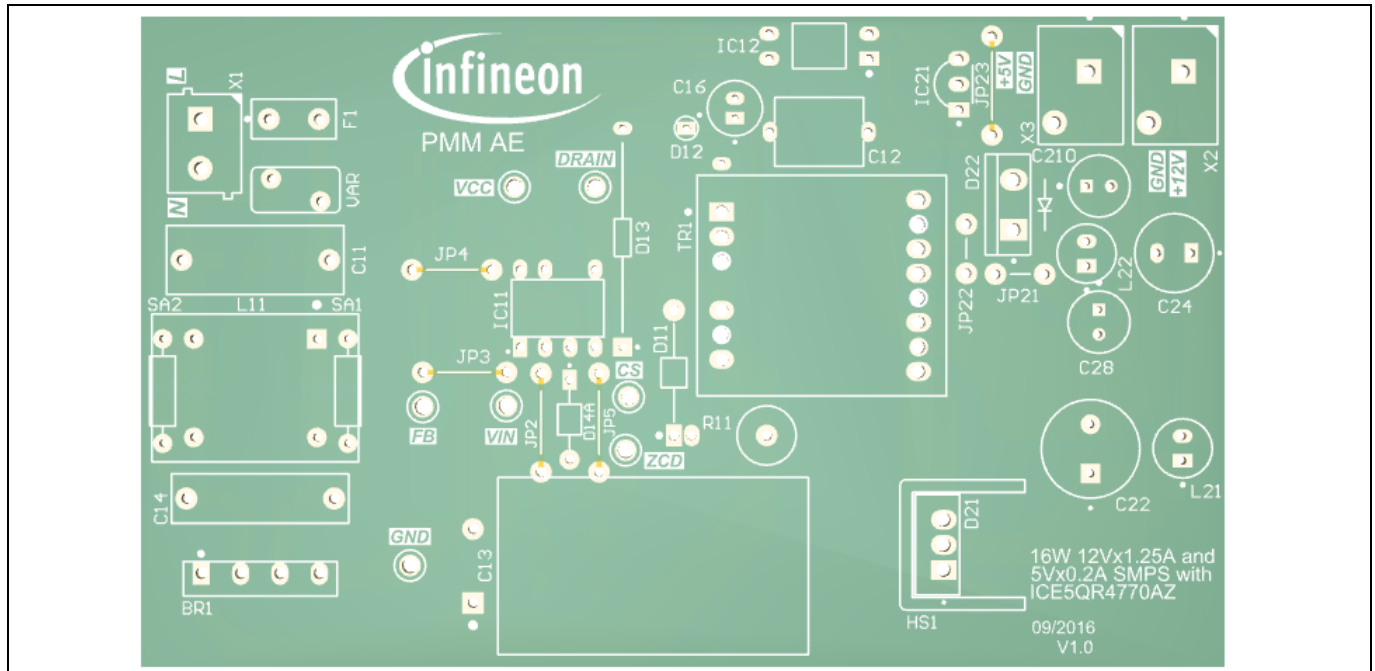 infineon
PMM AE
L
X1
F1
VAR
N
C11
SA2
L11
SA1
C14
BR1
VCC
DRAIN
JP4
IC11
JP3
FB
VIN
JP2
D14A
JP5
CS
ZCD
GND
C13
D13
D11
R11
C16
D12
IC12
C12
TR1
IC21
JP23
+5V
GND
X3
C210
D22
GND
+12V
X2
JP22
JP21
L22
C24
C28
C22
L21
D21
HS1
16W 12Vx1.25A and
5Vx0.2A SMPS with
ICE5QR4770AZ
09/2016
V1.0